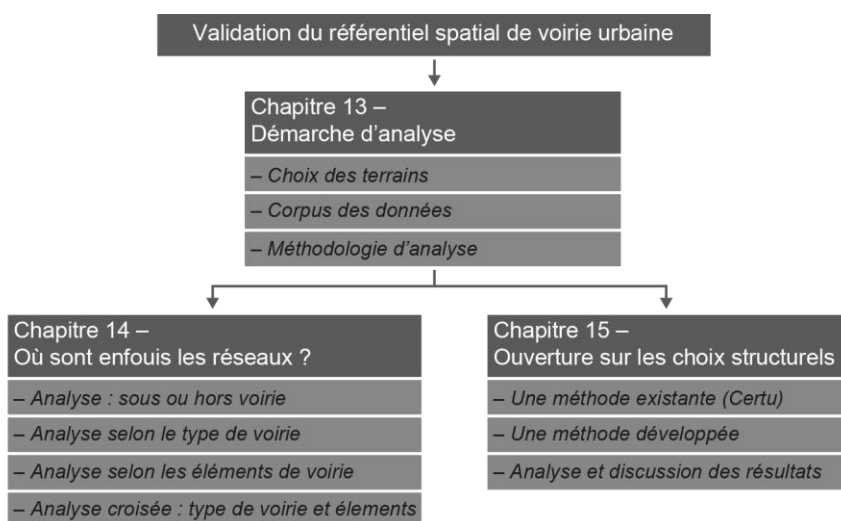 Validation du référentiel spatial de voirie urbaine
Chapitre 13 –
Démarche d'analyse
– Choix des terrains
– Corpus des données
– Méthodologie d'analyse
Chapitre 14 –
Où sont enfouis les réseaux ?
– Analyse : sous ou hors voirie
– Analyse selon le type de voirie
– Analyse selon les éléments de voirie
– Analyse croisée : type de voirie et élements
Chapitre 15 –
Ouverture sur les choix structurels
– Une méthode existante (Certu)
– Une méthode développée
– Analyse et discussion des résultats